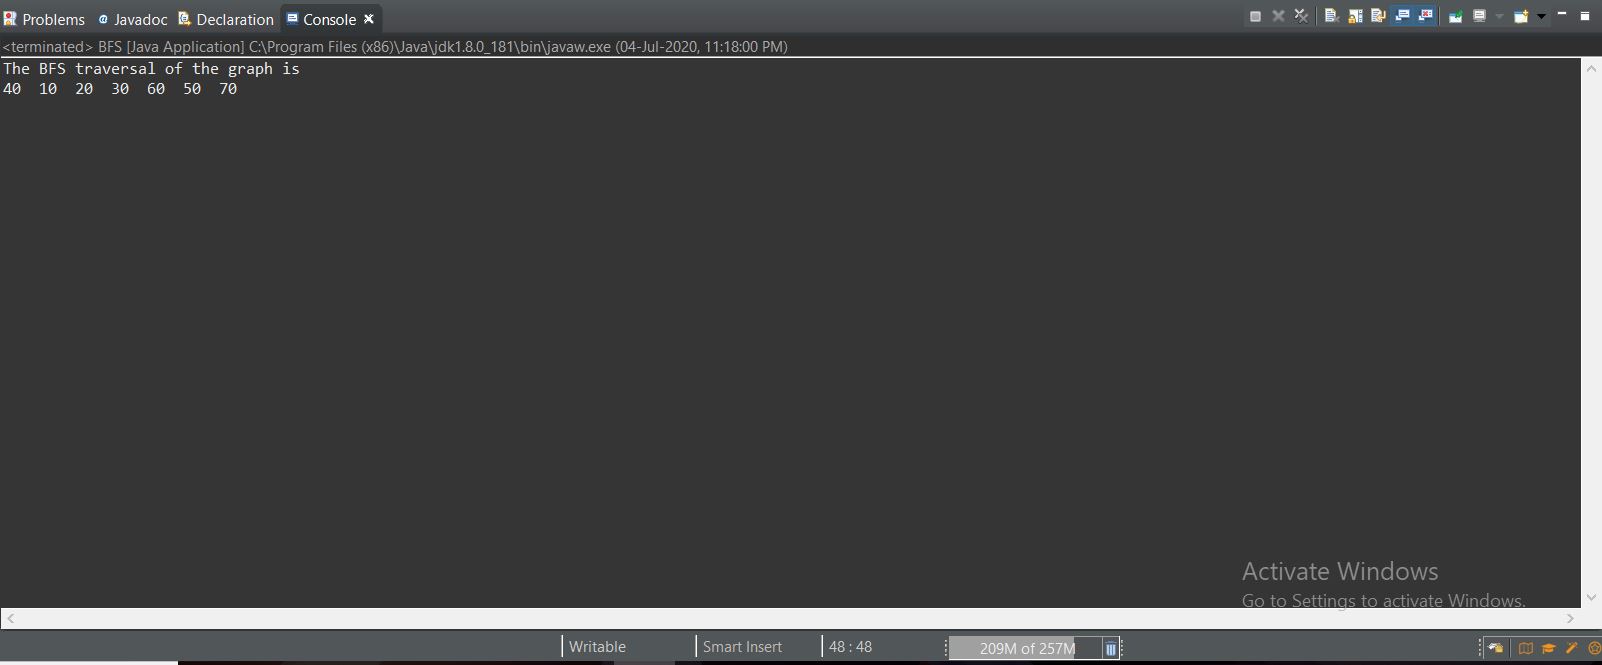 Problems Javadoc Declaration Console
<terminated> BFS [Java Application] C:\Program Files (x86)\Java\jdk1.8.0_181\bin\javaw.exe (04-Jul-2020, 11:18:00 PM)
The BFS traversal of the graph is
40 10 20 30 60 50 70
Activate Windows
Go to Settings to activate Windows.
Writable Smart Insert 48 : 48 209M of 257M